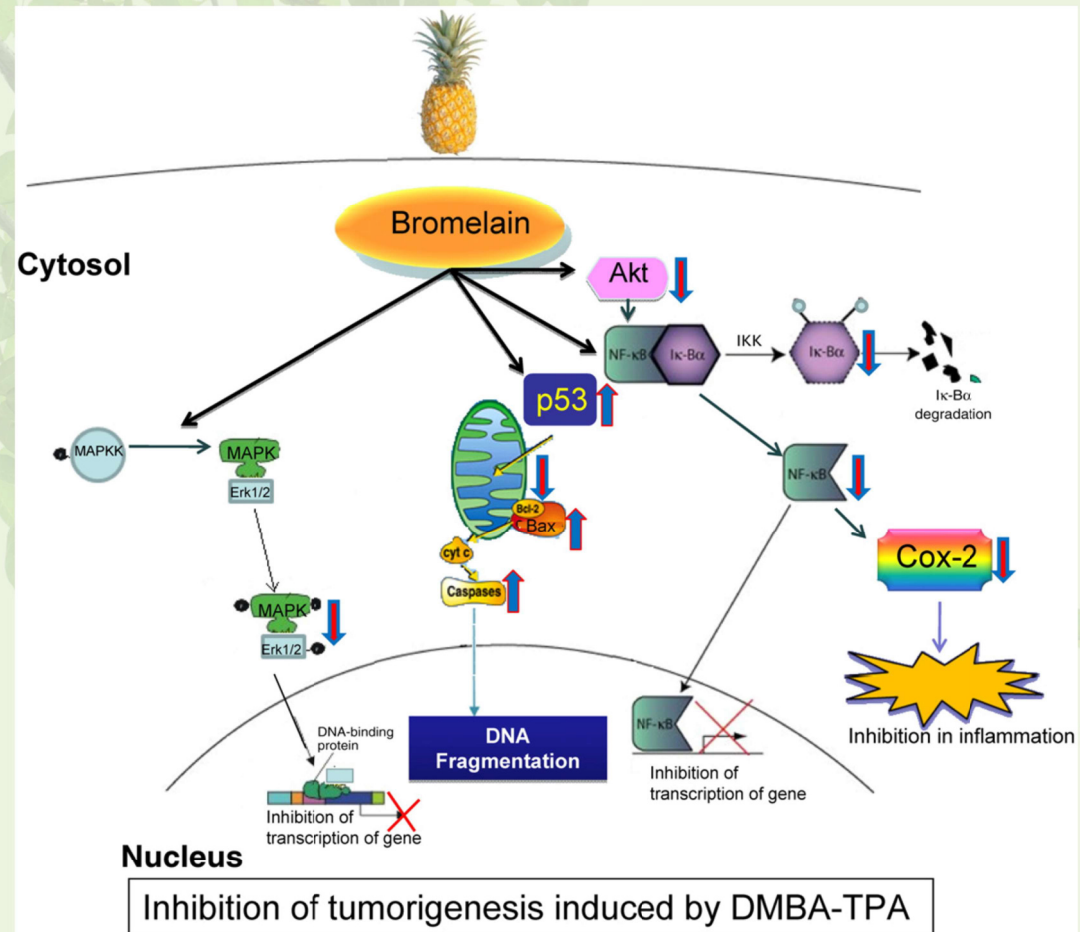 Bromelain
Cytosol
Akt
NF-κB
Iκ-Bα
IKK
Iκ-Bα
Iκ-Bα
degradation
p53
MAPKK
MAPK
Erk1/2
NF-κB
Bcl-2
Bax
cyt c
Cox-2
Caspases
MAPK
Erk1/2
NF-κB
DNA-binding
protein
DNA
Fragmentation
Inhibition in inflammation
Inhibition of
transcription of gene
Inhibition of
transcription of gene
Nucleus
Inhibition of tumorigenesis induced by DMBA-TPA